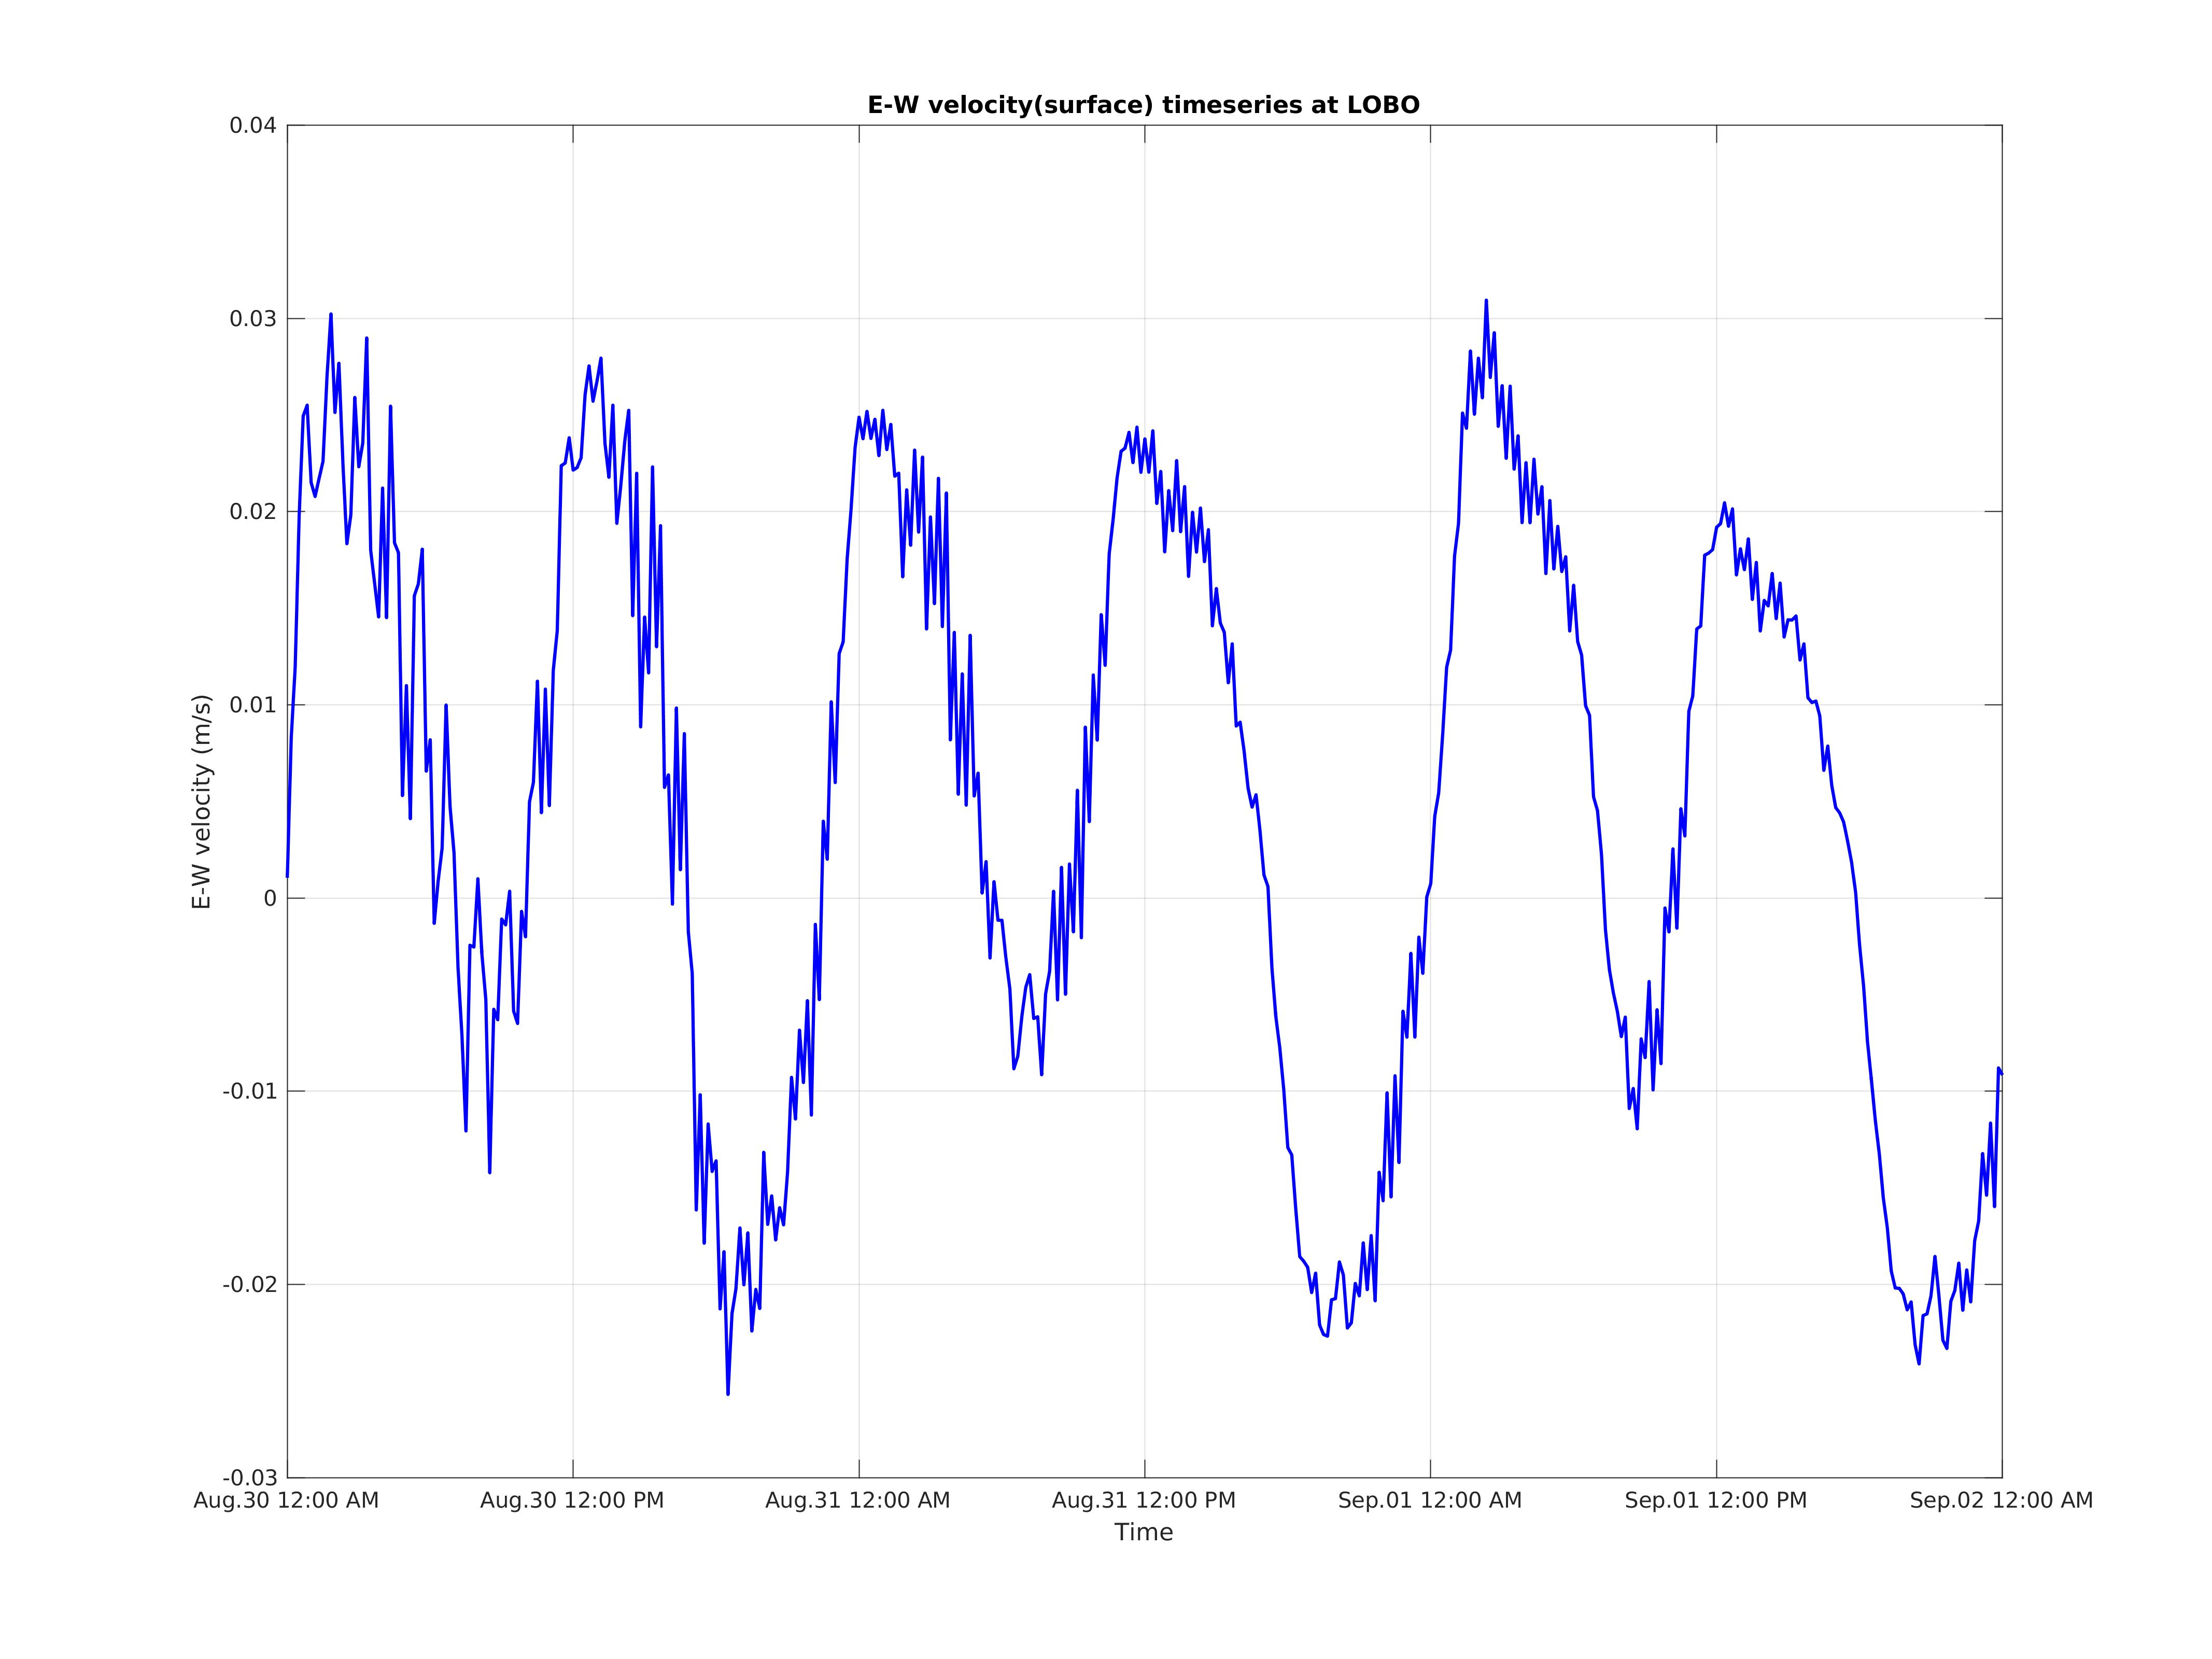 E-W velocity(surface) timeseries at LOBO
0.04
0.03
0.02
0.01
0
-0.01
-0.02
-0.03
E-W velocity (m/s)
Aug.30 12:00 AM Aug.30 12:00 PM Aug.31 12:00 AM Aug.31 12:00 PM Sep.01 12:00 AM Sep.01 12:00 PM Sep.02 12:00 AM
Time